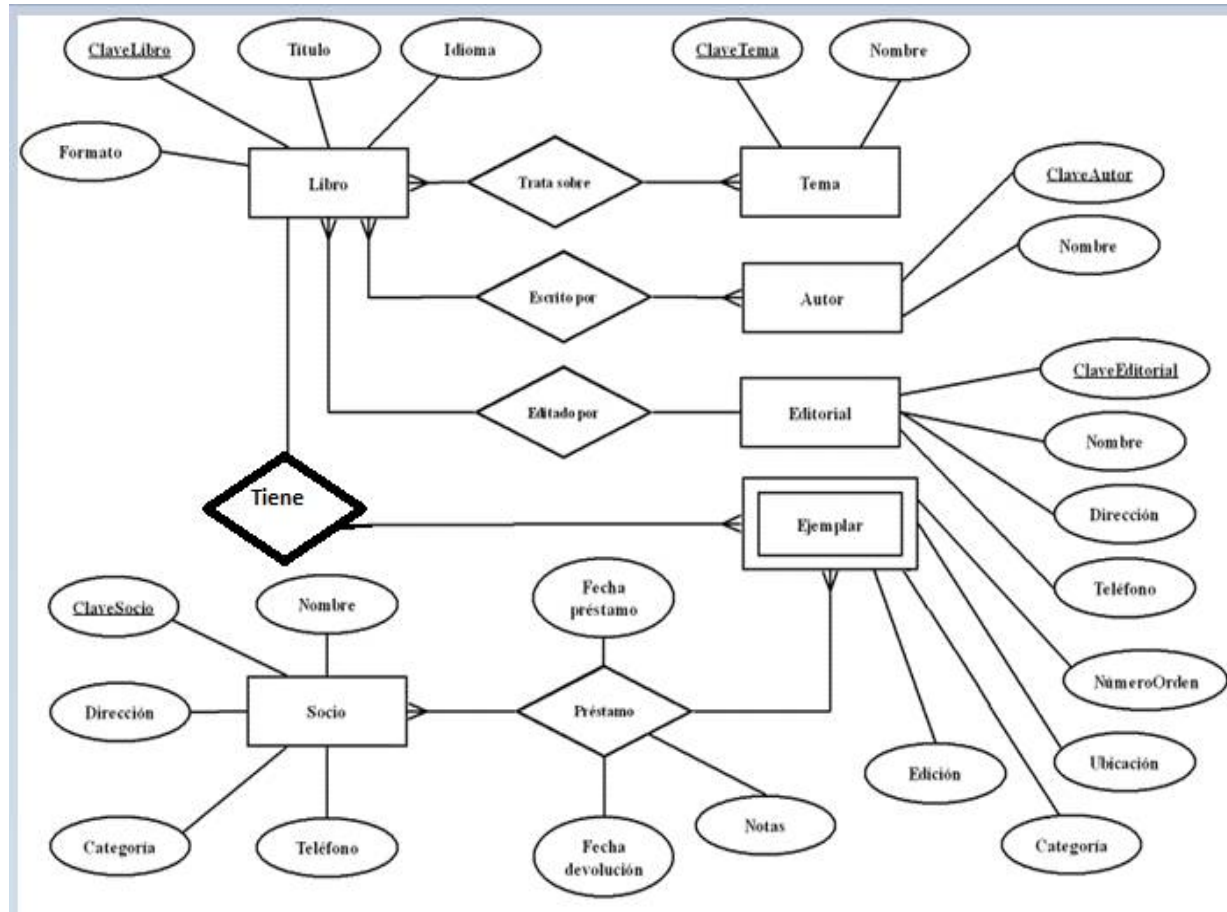 ClaveLibro
Título
Idioma
ClaveTema
Nombre
Formato
Libro
Trata sobre
Tema
ClaveAutor
Nombre
Escrito por
Autor
ClaveEditorial
Editado por
Editorial
Nombre
Tiene
Dirección
Ejemplar
Teléfono
Fecha
préstamo
ClaveSocio
Nombre
NúmeroOrden
Dirección
Socio
Préstamo
Ubicación
Edición
Notas
Categoría
Teléfono
Fecha
devolución
Categoría